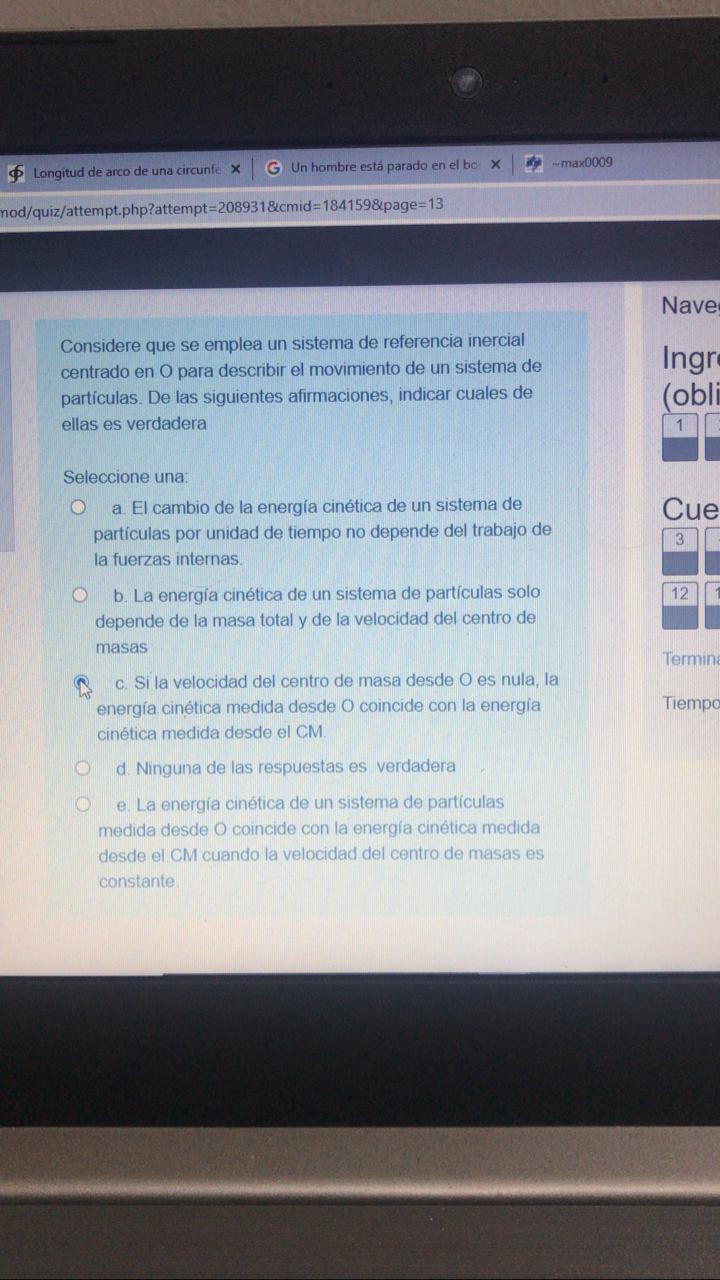 Longitud de arco de una circunfe
Un hombre está parado en el bo
~max0009
mod/quiz/attempt.php?attempt=208931&cmid=184159&page=13
Considere que se emplea un sistema de referencia inercial
centrado en O para describir el movimiento de un sistema de
partículas. De las siguientes afirmaciones, indicar cuales de
ellas es verdadera
Seleccione una:
a. El cambio de la energía cinética de un sistema de
partículas por unidad de tiempo no depende del trabajo de
la fuerzas internas.
b. La energía cinética de un sistema de partículas solo
depende de la masa total y de la velocidad del centro de
masas
c. Si la velocidad del centro de masa desde O es nula, la
energía cinética medida desde O coincide con la energía
cinética medida desde el CM.
d. Ninguna de las respuestas es verdadera
e. La energía cinética de un sistema de partículas
medida desde O coincide con la energía cinética medida
desde el CM cuando la velocidad del centro de masas es
constante.
Nave
Ingre
(obli
1
Cue
3
12
Termina
Tiempo